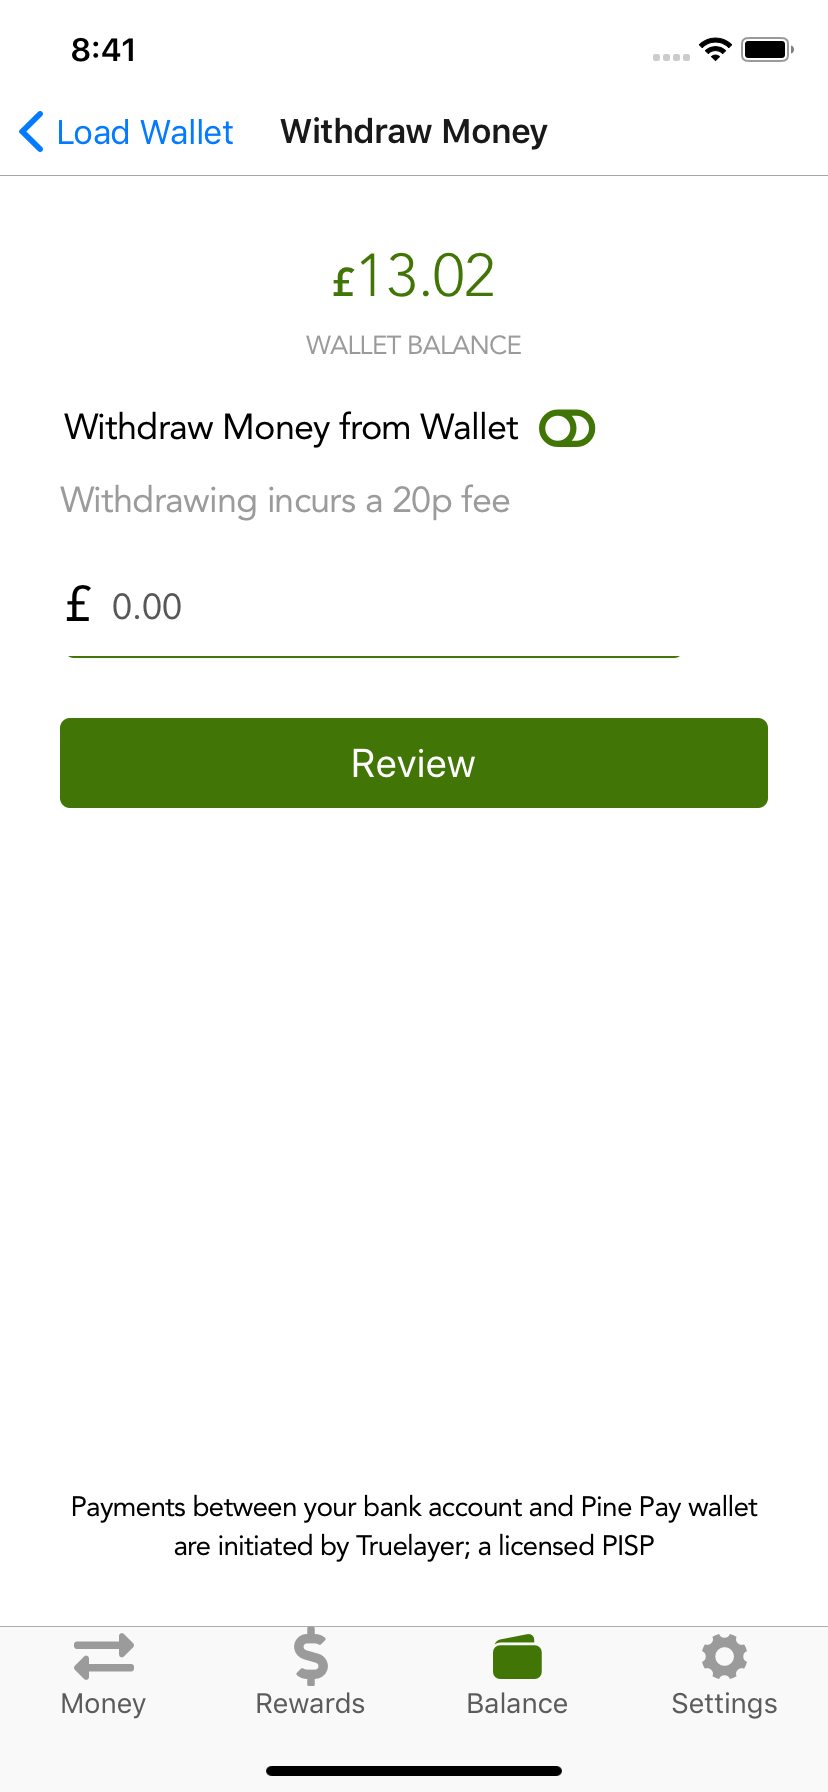 8:41
Load Wallet Withdraw Money
£13.02
WALLET BALANCE
Withdraw Money from Wallet
Withdrawing incurs a 20p fee
£ 0.00
Review
Payments between your bank account and Pine Pay wallet
are initiated by Truelayer; a licensed PISP
Money Rewards Balance Settings